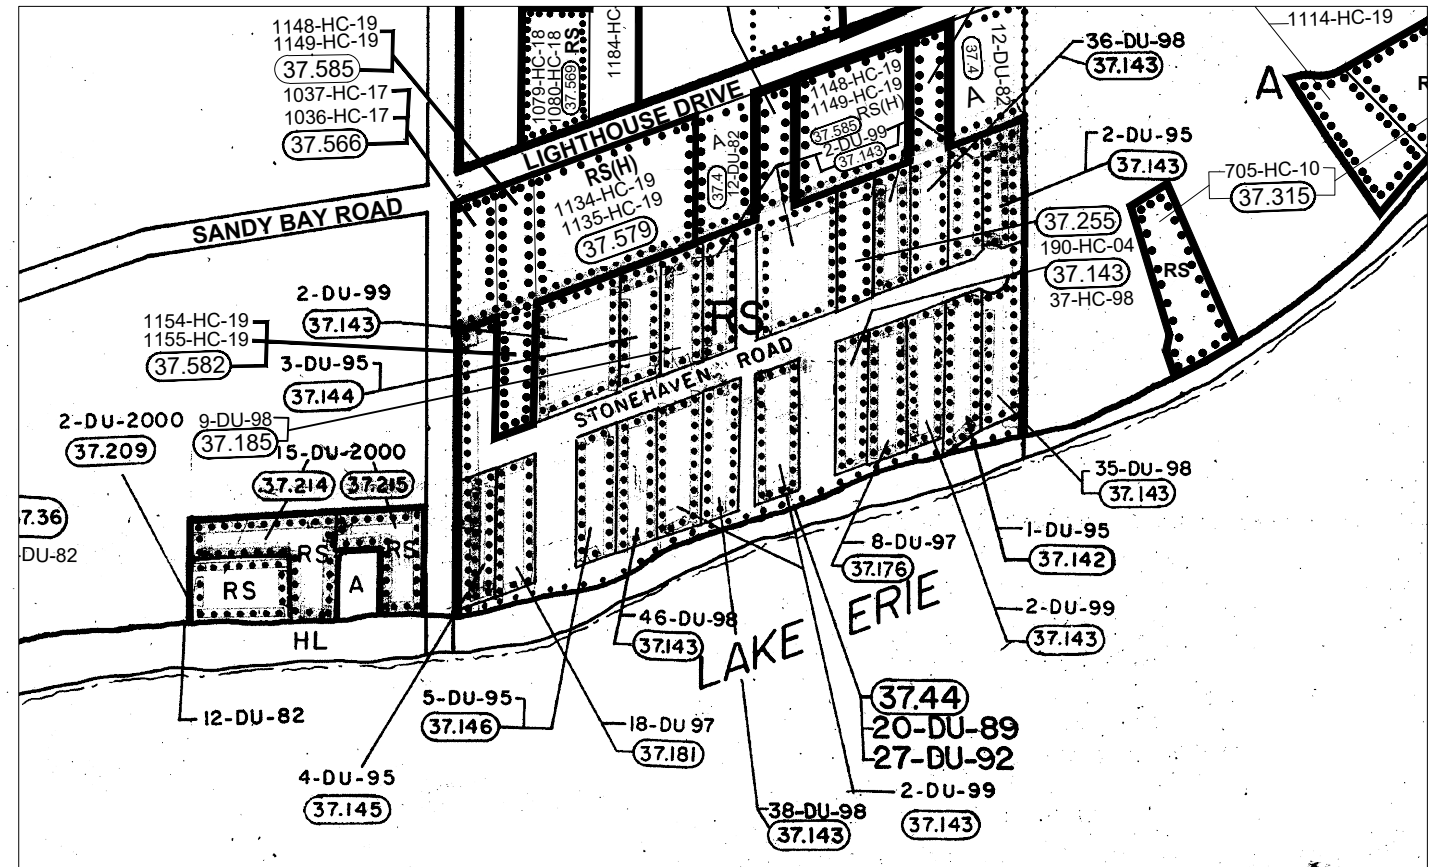 1148-HC-19
1149-HC-19
37.585
1037-HC-17
1036-HC-17
37.566
1079-HC-18
1080-HC-18
37.569
RS
1184-HC
LIGHTHOUSE DRIVE
SANDY BAY ROAD
RS(H)
1134-HC-19
1135-HC-19
37.579
A
37.4
12-DU-82
1148-HC-19
1149-HC-19
RS(H)
37.585
2-DU-99
37.143
12-DU-82
37.4
A
36-DU-98
37.143
2-DU-95
37.143
37.255
190-HC-04
37.143
37-HC-98
1114-HC-19
A
705-HC-10
37.315
RS
2-DU-99
37.143
1154-HC-19
1155-HC-19
37.582
3-DU-95
37.144
9-DU-98
37.185
2-DU-2000
37.209
15-DU-2000
37.214
37.215
RS
STONEHAVEN ROAD
7.36
-DU-82
RS
RS
A
RS
HL
12-DU-82
4-DU-95
37.145
5-DU-95
37.146
18-DU 97
37.181
46-DU-98
37.143
LAKE ERIE
38-DU-98
37.143
2-DU-99
37.143
37.44
20-DU-89
27-DU-92
8-DU-97
37.176
35-DU-98
37.143
1-DU-95
37.142
2-DU-99
37.143